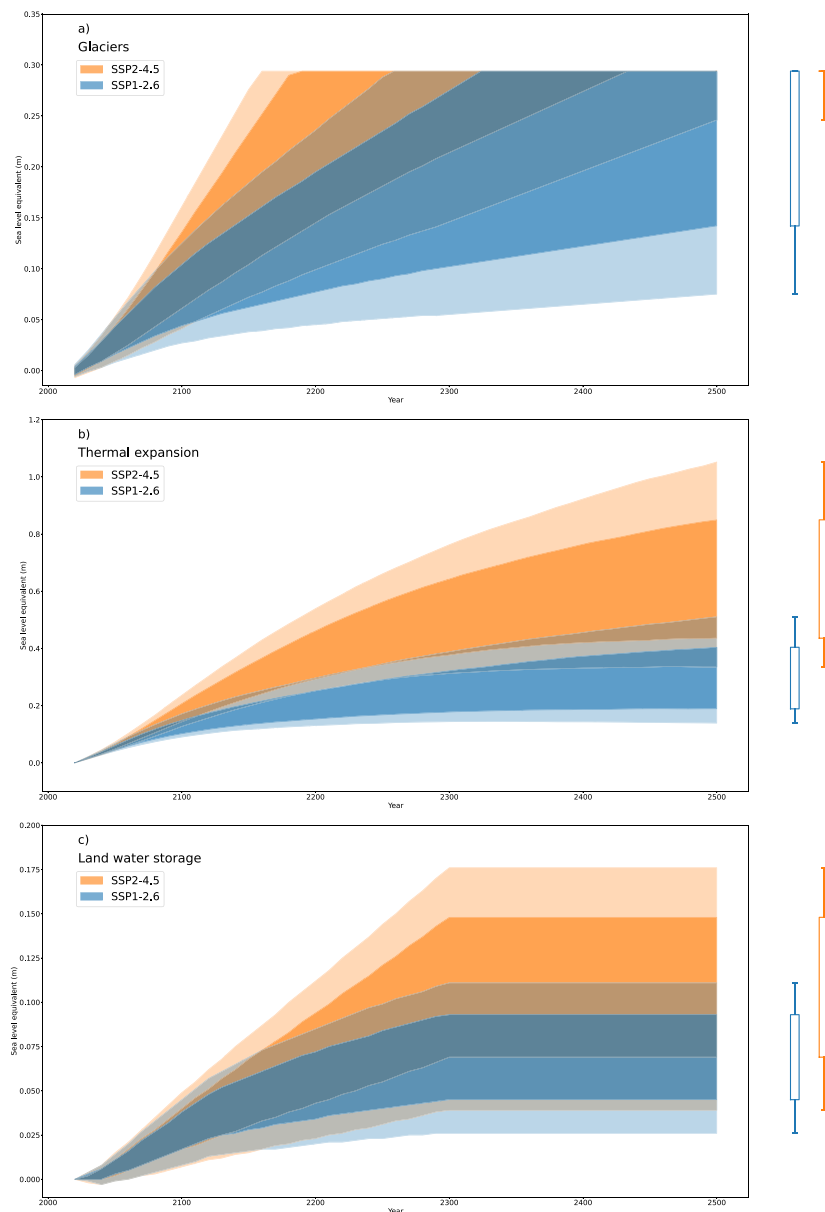 a)
Glaciers
SSP2-4.5
SSP1-2.6
0.35
0.30
0.25
0.20
0.15
0.10
0.05
0.00
Sea level equivalent (m)
2000 2100 2200 2300 2400 2500
Year
b)
Thermal expansion
SSP2-4.5
SSP1-2.6
1.2
1.0
0.8
0.6
0.4
0.2
0.0
Sea level equivalent (m)
2000 2100 2200 2300 2400 2500
Year
c)
Land water storage
SSP2-4.5
SSP1-2.6
0.200
0.175
0.150
0.125
0.100
0.075
0.050
0.025
0.000
Sea level equivalent (m)
2000 2100 2200 2300 2400 2500
Year